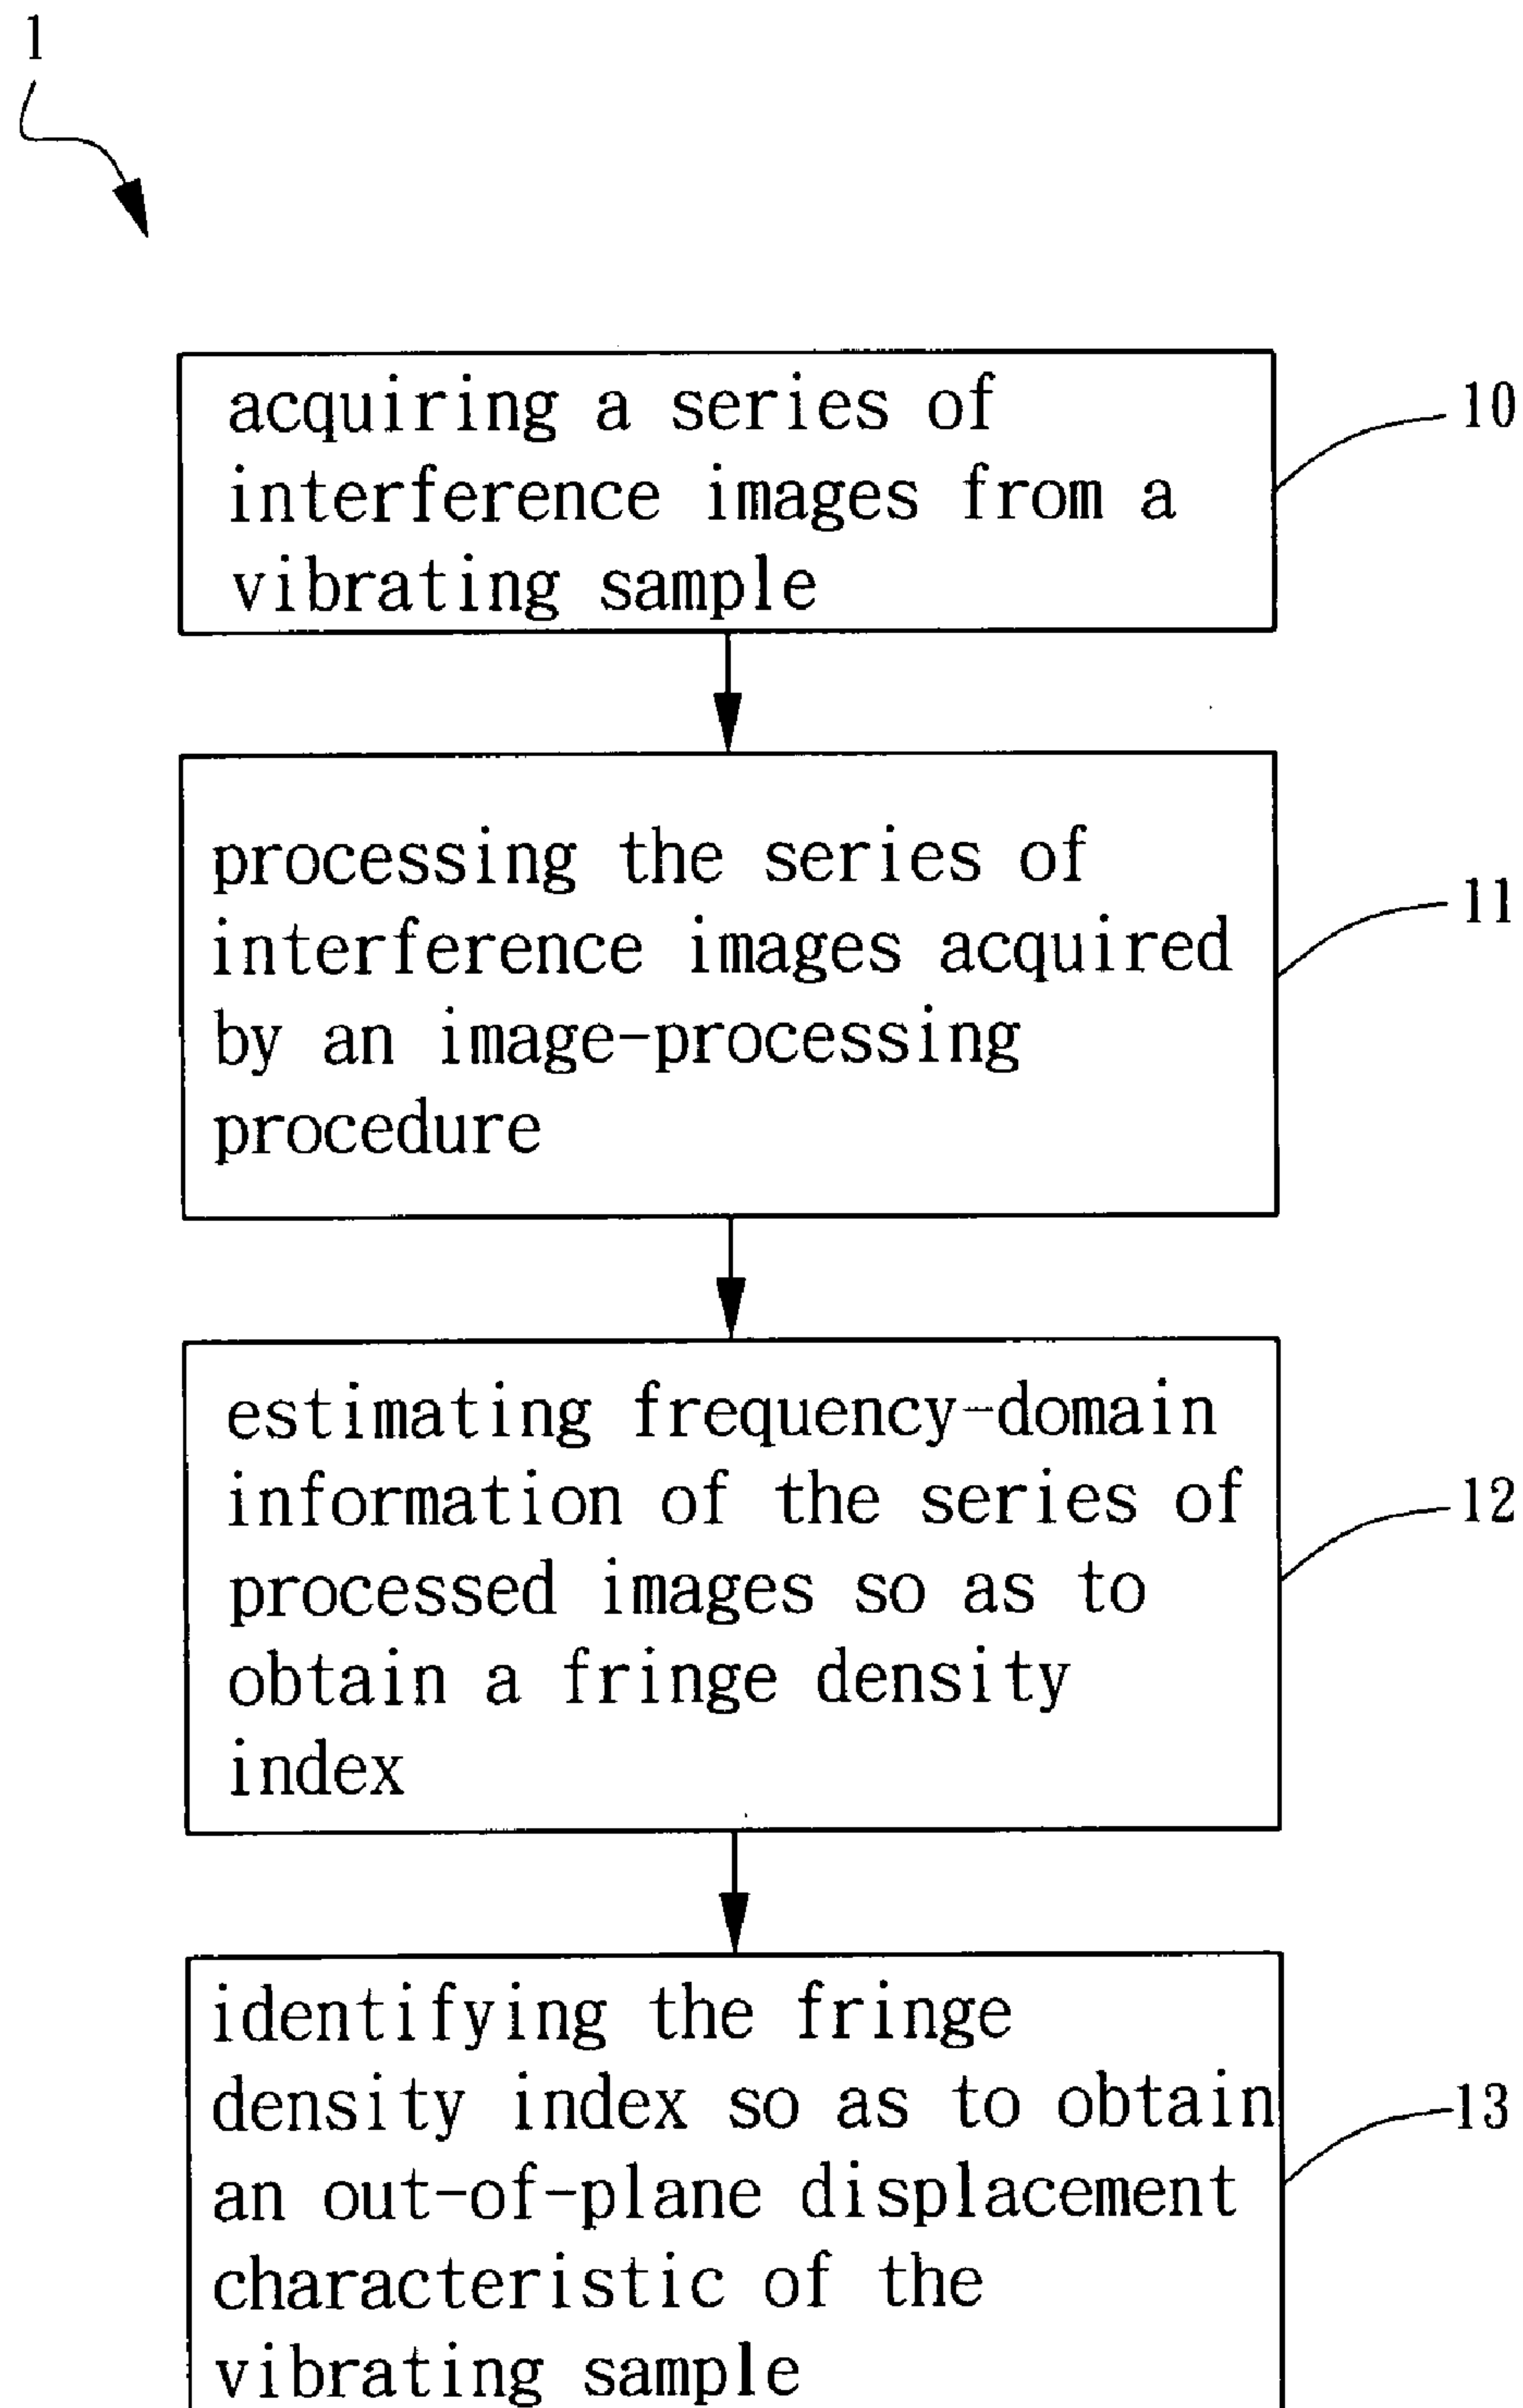 1
acquiring a series of
interference images from a
vibrating sample
10
processing the series of
interference images acquired
by an image-processing
procedure
11
estimating frequency-domain
information of the series of
processed images so as to
obtain a fringe density
index
12
identifying the fringe
density index so as to obtain
an out-of-plane displacement
characteristic of the
vibrating sample
13